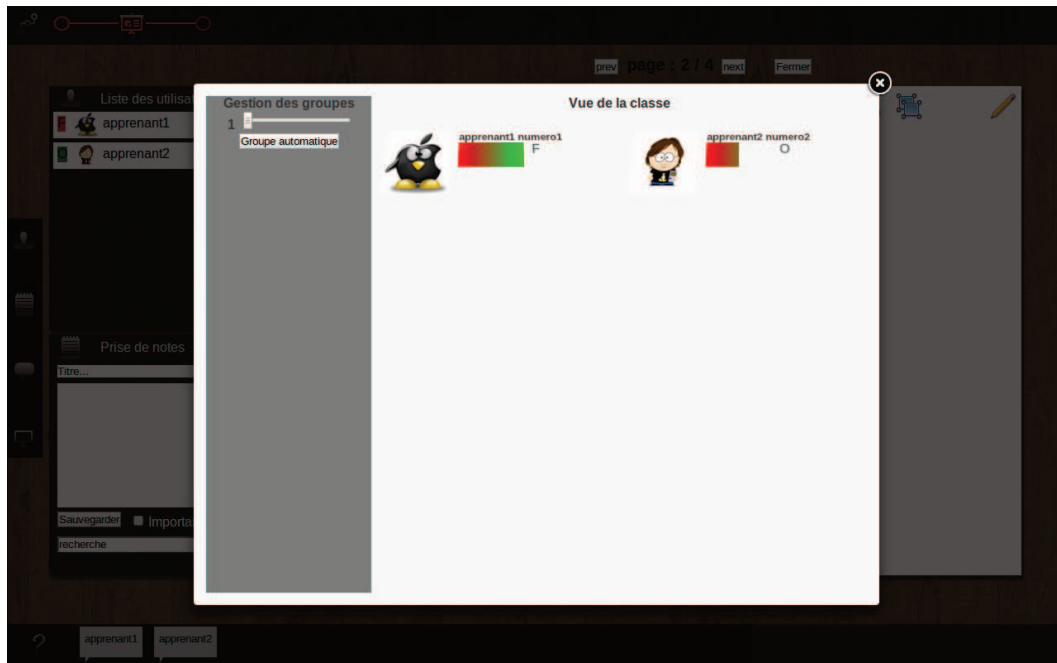 prev page : 2 / 4 next Fermer
Liste des utilisa
apprenant1
apprenant2
Prise de notes
Titre...
Sauvegarder Importa
recherche
Gestion des groupes
1
Groupe automatique
Vue de la classe
apprenant1 numero1
F
apprenant2 numero2
O
apprenant1 apprenant2